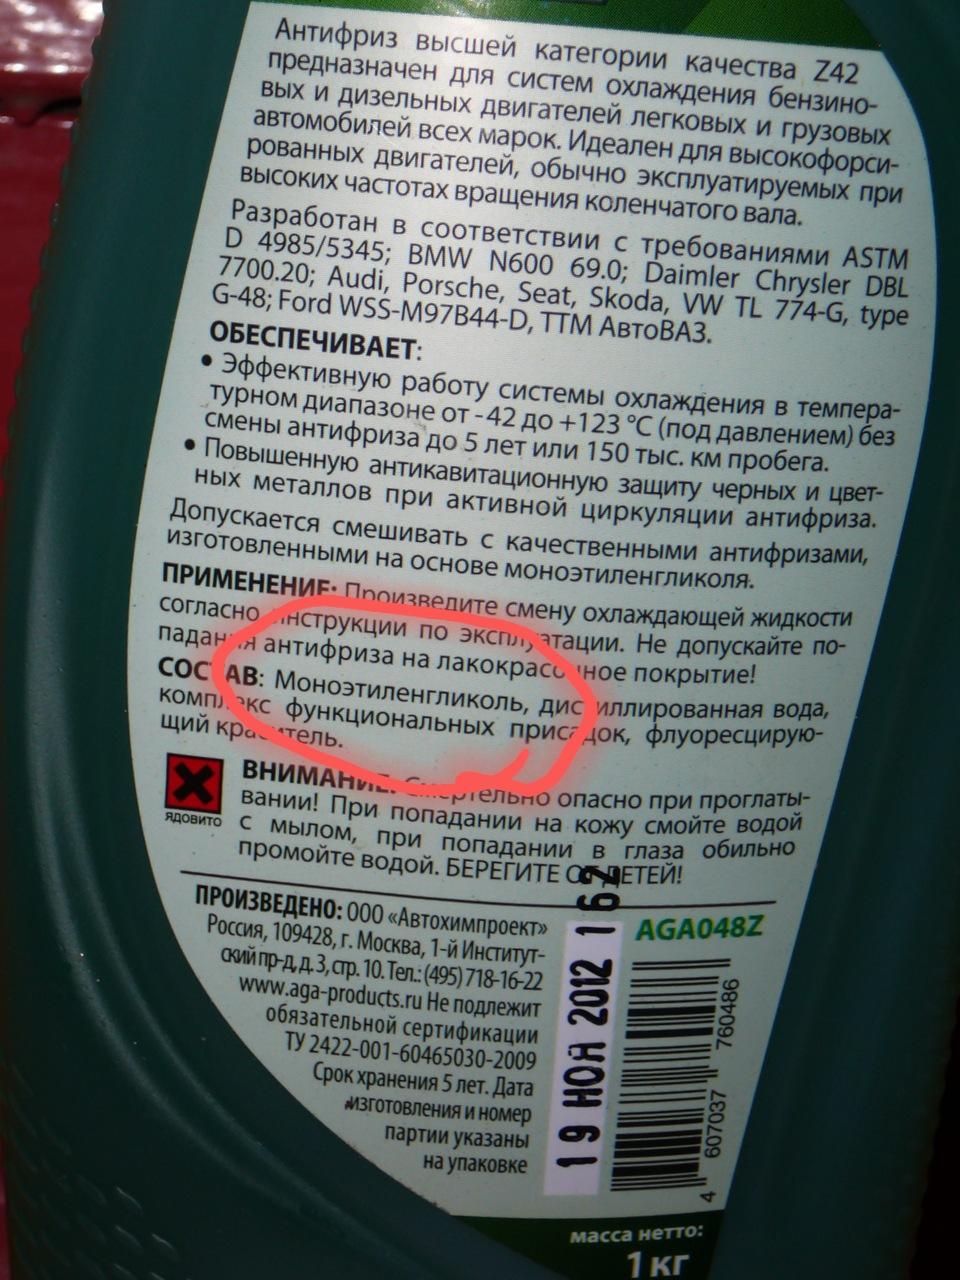 Антифриз высшей категории качества Z42
предназначен для систем охлаждения бензино-
вых и дизельных двигателей легковых и грузовых
автомобилей всех марок. Идеален для высокофорси-
рованных двигателей, обычно эксплуатируемых при
высоких частотах вращения коленчатого вала.
Разработан в соответствии с требованиями ASTM
D 4985/5345; BMW N600 69.0; Daimler Chrysler DBL
7700.20; Audi, Porsche, Seat, Skoda, VW TL 774-G, type
G-48; Ford WSS-M97B44-D, ТТМ АвтоВАЗ.
ОБЕСПЕЧИВАЕТ:
• Эффективную работу системы охлаждения в темпера-
турном диапазоне от -42 до +123 °С (под давлением) без
смены антифриза до 5 лет или 150 тыс. км пробега.
• Повышенную антикавитационную защиту черных и цвет-
ных металлов при активной циркуляции антифриза.
Допускается смешивать с качественными антифризами,
изготовленными на основе моноэтиленгликоля.
ПРИМЕНЕНИЕ: Произведите смену охлаждающей жидкости
согласно инструкции по эксплуатации. Не допускайте по-
падания антифриза на лакокрасочное покрытие!
СОСТАВ: Моноэтиленгликоль, дистиллированная вода,
комплекс функциональных присадок, флуоресцирую-
щий краситель.
ВНИМАНИЕ: Смертельно опасно при проглаты-
вании! При попадании на кожу смойте водой
с мылом, при попадании в глаза обильно
промойте водой. БЕРЕГИТЕ ОТ ДЕТЕЙ!
ЯДОВИТО
ПРОИЗВЕДЕНО: ООО «Автохимпроект»
Россия, 109428, г. Москва, 1-й Институт-
ский пр-д, д. 3, стр. 10. Тел.: (495) 718-16-22
www.aga-products.ru Не подлежит
обязательной сертификации
ТУ 2422-001-60465030-2009
Срок хранения 5 лет. Дата
изготовления и номер
партии указаны
на упаковке
19 НОЯ 2012 162
AGA048Z
4 607037 760486
масса нетто:
1 кг